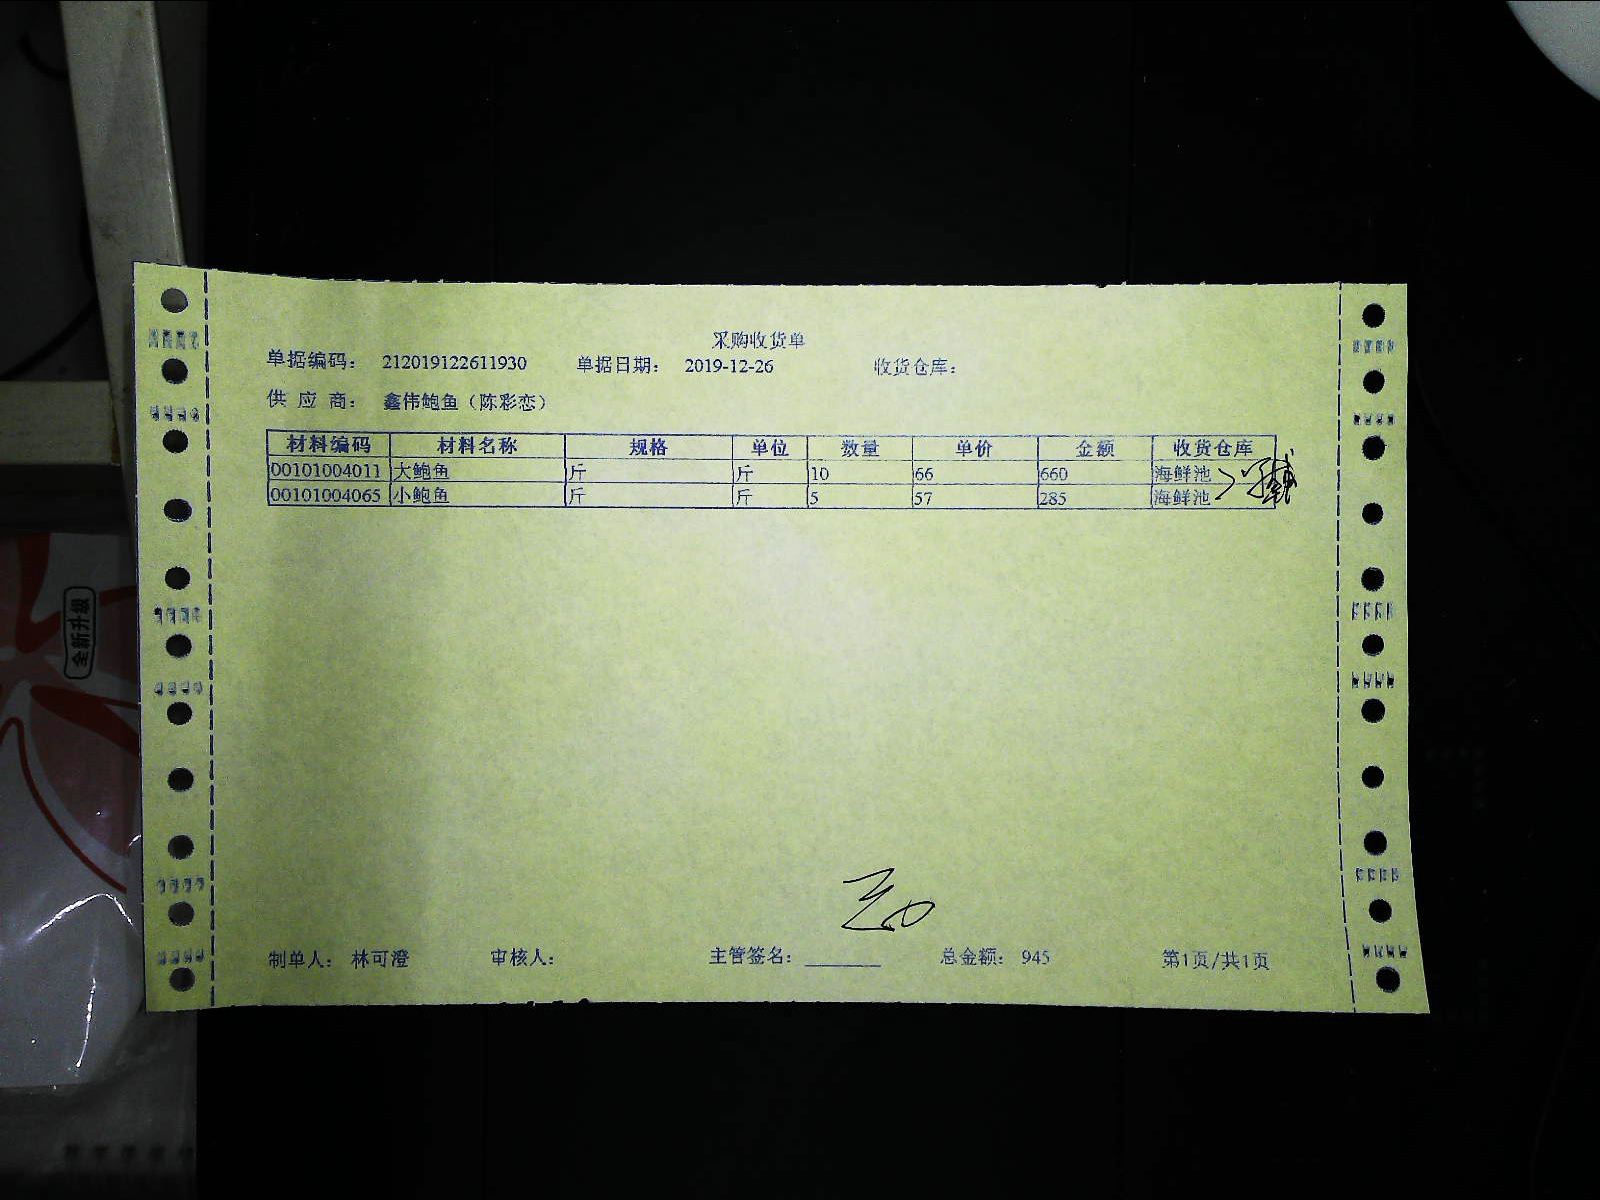 采购收货单
单据编码： 212019122611930 单据日期： 2019-12-26 收货仓库：
供 应 商： 鑫伟鲍鱼（陈彩恋）
材料编码 材料名称 规格 单位 数量 单价 金额 收货仓库
00101004011 大鲍鱼 斤 斤 10 66 660 海鲜池
00101004065 小鲍鱼 斤 斤 5 57 285 海鲜池
制单人： 林可澄 审核人： 主管签名： 总金额： 945 第1页/共1页
全新升级